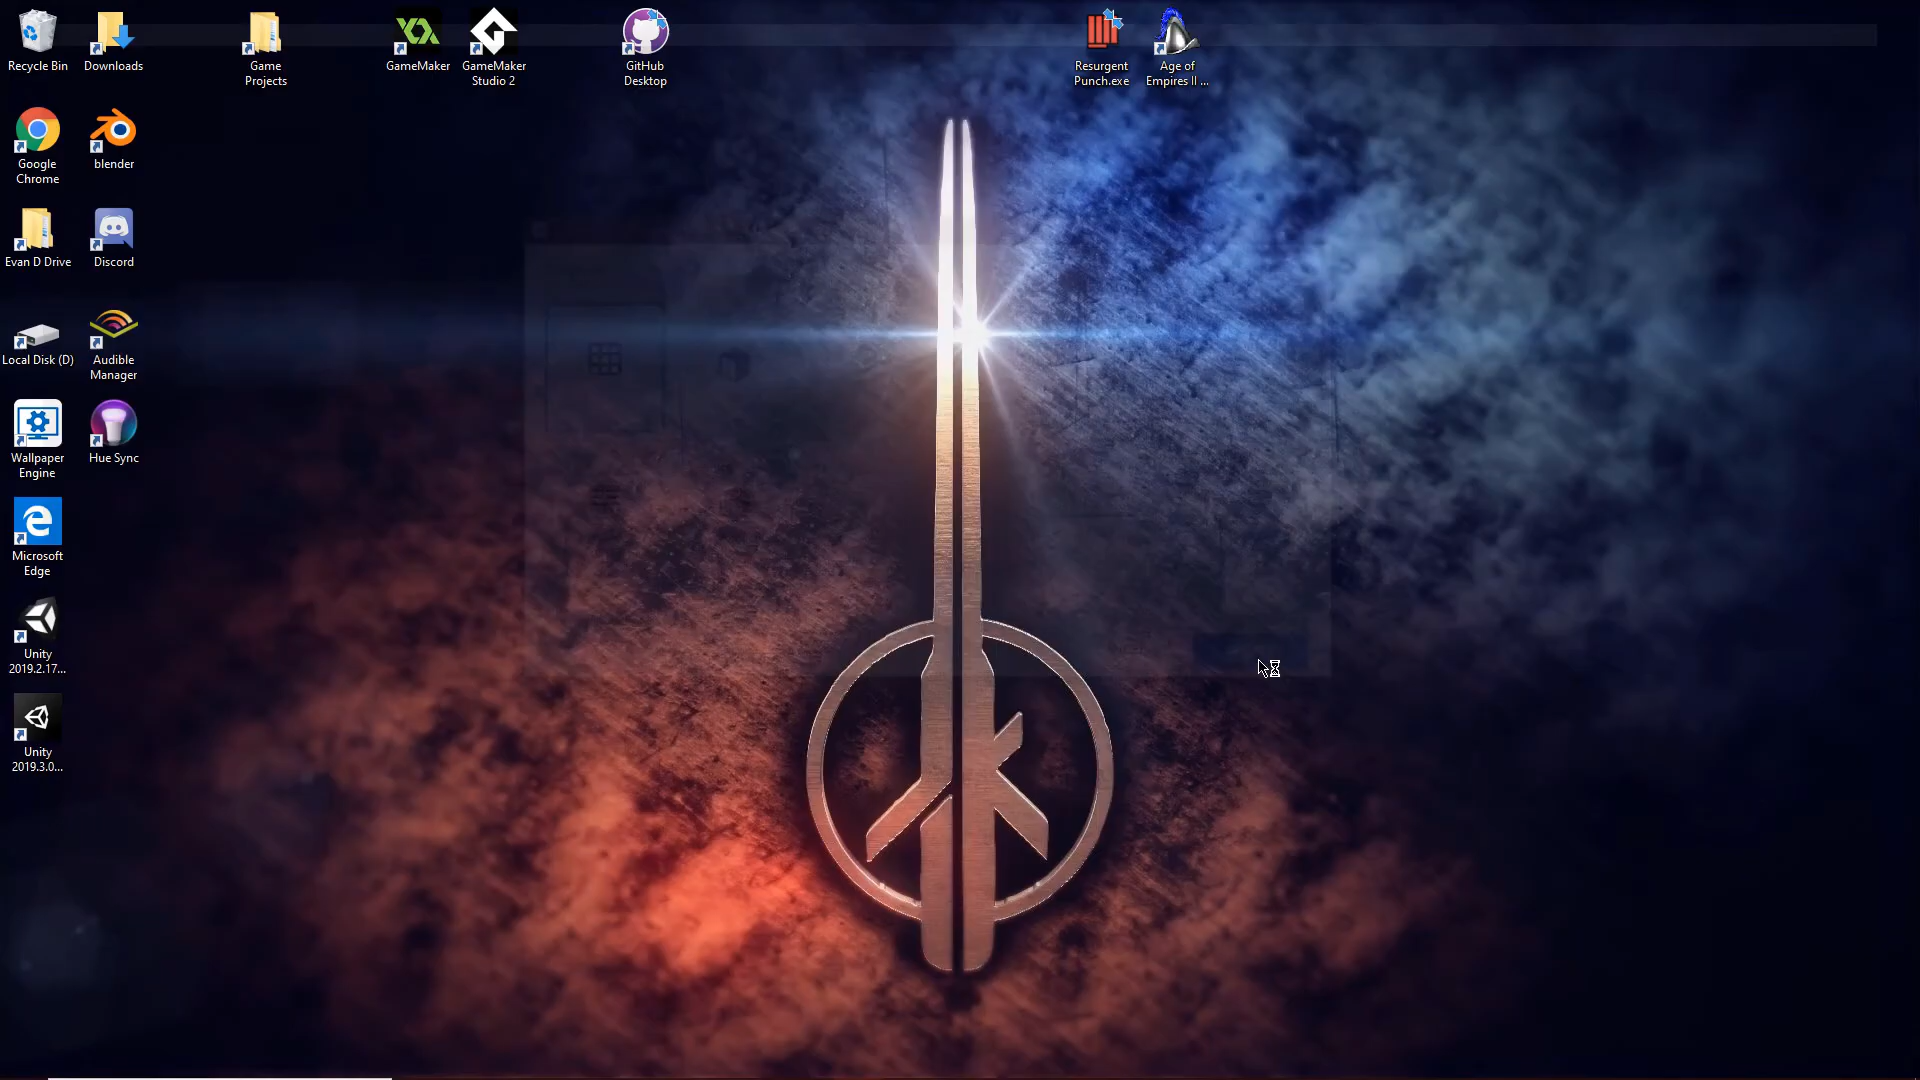 Recycle Bin
Downloads
Game
Projects
GameMaker
GameMaker
Studio 2
GitHub
Desktop
Resurgent
Punch.exe
Age of
Empires II ...
Google
Chrome
blender
Evan D Drive
Discord
Local Disk (D)
Audible
Manager
Wallpaper
Engine
Hue Sync
Microsoft
Edge
Unity
2019.2.17...
Unity
2019.3.0...